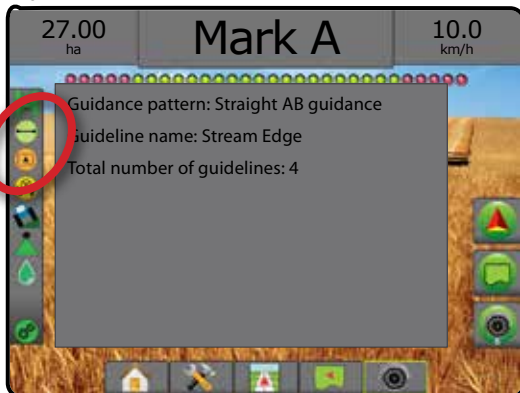 27.00
ha
Mark A
10.0
km/h
Guidance pattern: Straight AB guidance
Guideline name: Stream Edge
Total number of guidelines: 4